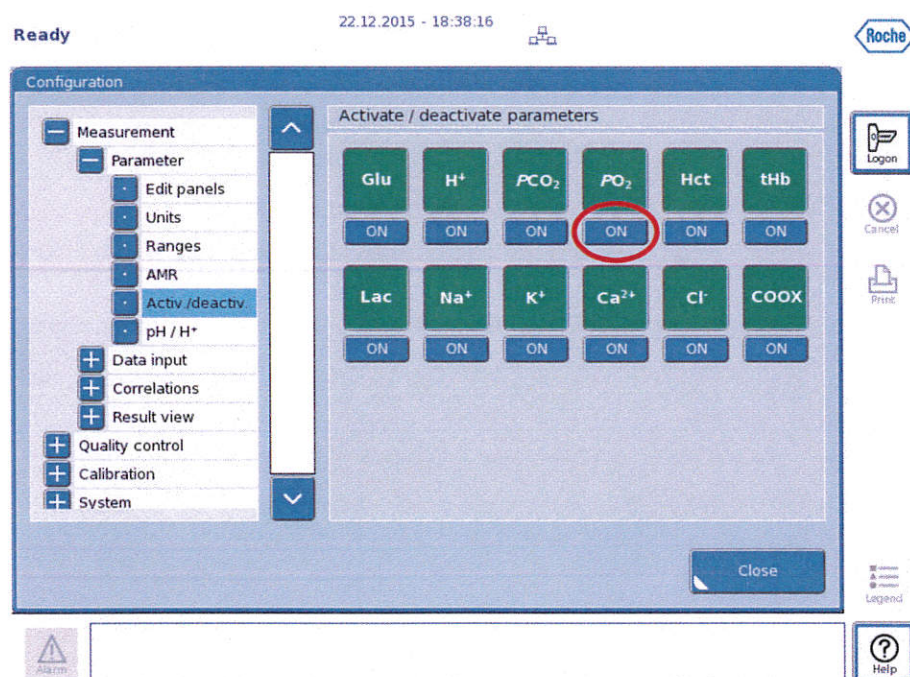 22.12.2015 - 18:38:16
Ready
Roche
Configuration
Measurement
Parameter
Edit panels
Units
Ranges
AMR
Activ./deactiv.
pH / H⁺
Data input
Correlations
Result view
Quality control
Calibration
System
Activate / deactivate parameters
Glu H⁺ PCO₂ PO₂ Hct tHb
ON ON ON ON ON ON
Lac Na⁺ K⁺ Ca²⁺ Cl⁻ COOX
ON ON ON ON ON ON
Close
Logon
Cancel
Print
Legend
Alarm
Help